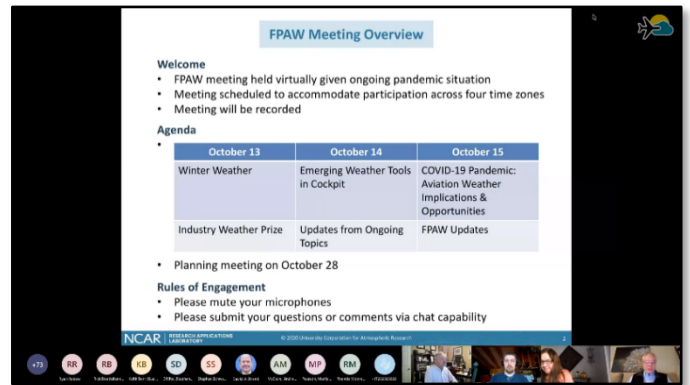 FPAW Meeting Overview
Welcome
• FPAW meeting held virtually given ongoing pandemic situation
• Meeting scheduled to accommodate participation across four time zones
• Meeting will be recorded
Agenda
•
October 13 October 14 October 15
Winter Weather Emerging Weather Tools COVID-19 Pandemic:
in Cockpit Aviation Weather
Implications &
Opportunities
Industry Weather Prize Updates from Ongoing FPAW Updates
Topics
• Planning meeting on October 28
Rules of Engagement
• Please mute your microphones
• Please submit your questions or comments via chat capability
NCAR RESEARCH APPLICATIONS
LABORATORY
© 2020 University Corporation for Atmospheric Research
2
+73 RR RB KB SD SS AM MP RM